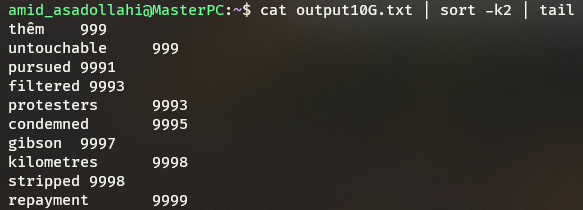 amid_asadollahi@MasterPC:~$ cat output10G.txt | sort -k2 | tail
thêm    999
untouchable     999
pursued 9991
filtered 9993
protesters      9993
condemned       9995
gibson  9997
kilometres      9998
stripped 9998
repayment       9999